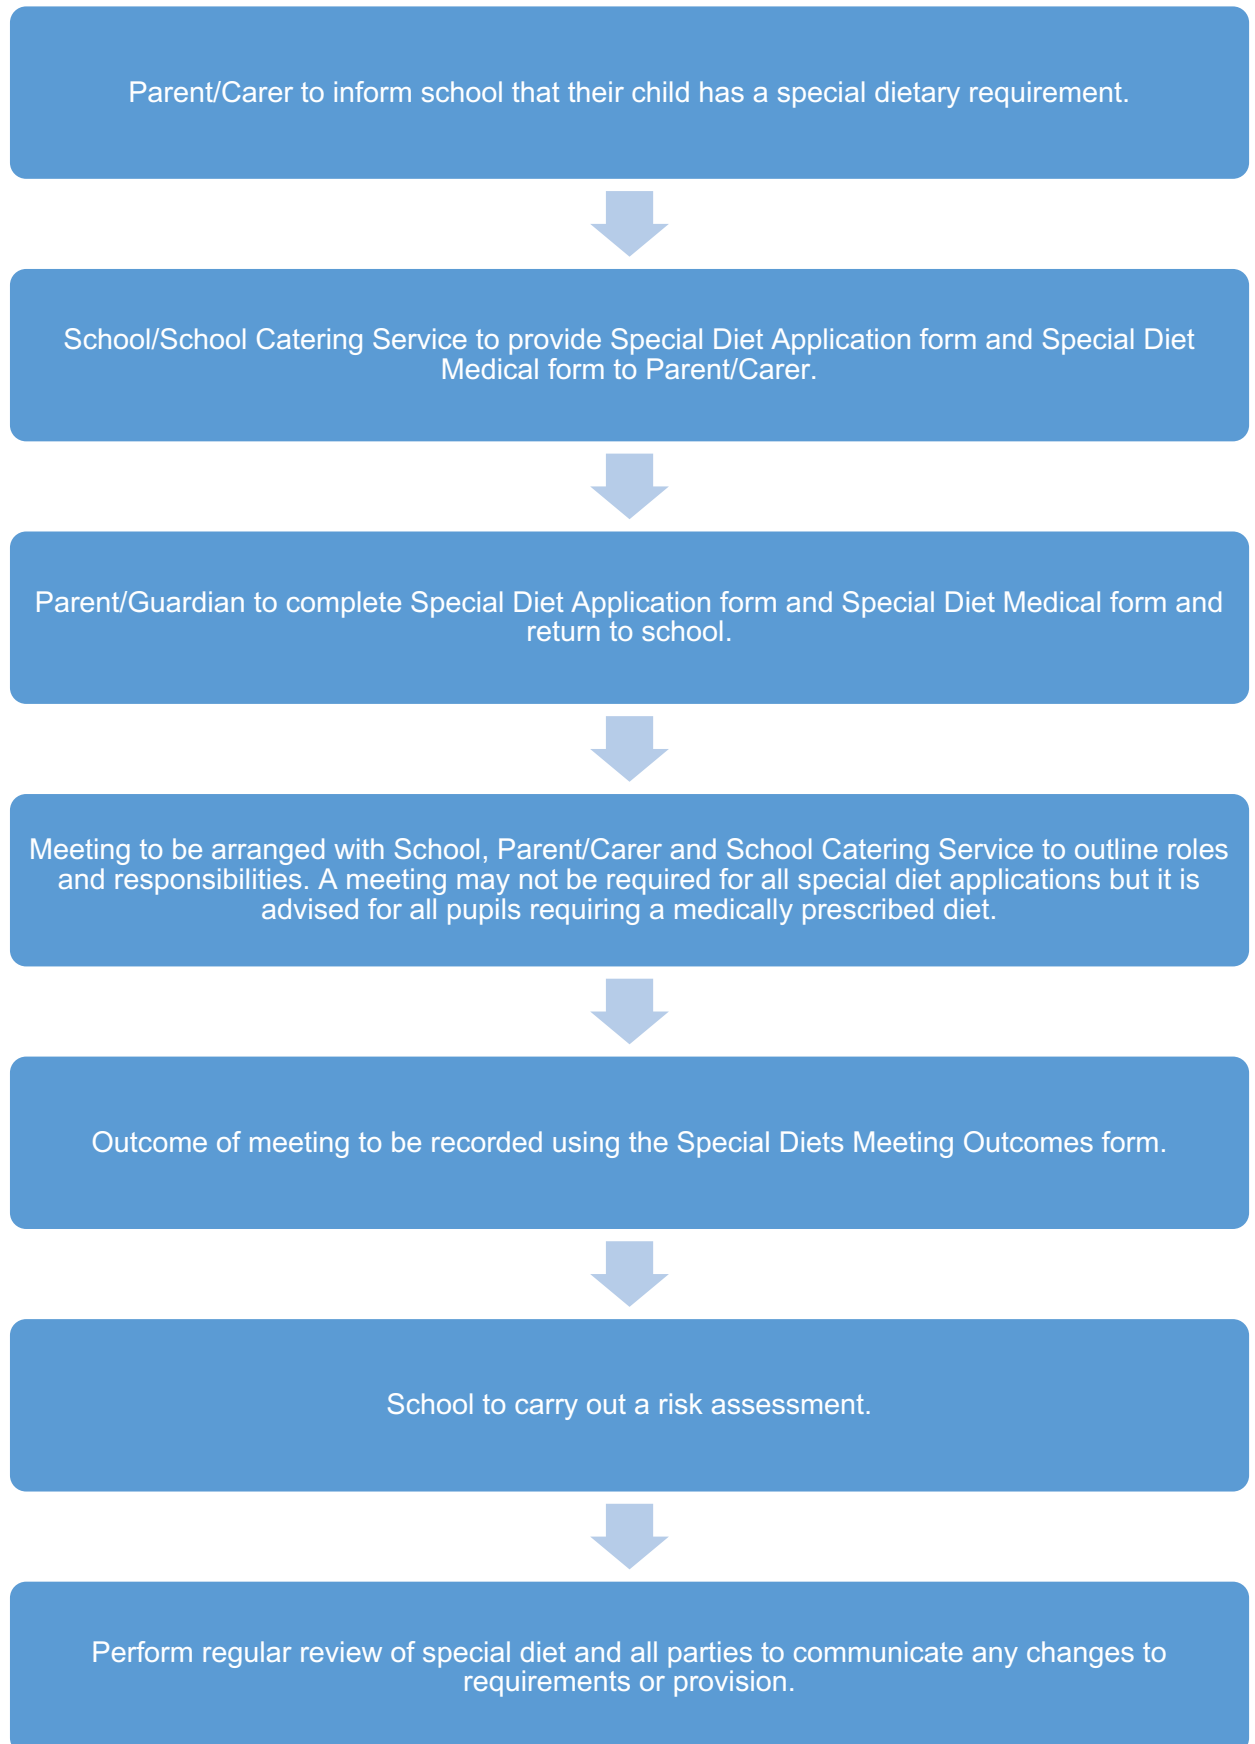 Parent/Carer to inform school that their child has a special dietary requirement.
School/School Catering Service to provide Special Diet Application form and Special Diet
Medical form to Parent/Carer.
Parent/Guardian to complete Special Diet Application form and Special Diet Medical form and
return to school.
Meeting to be arranged with School, Parent/Carer and School Catering Service to outline roles
and responsibilities. A meeting may not be required for all special diet applications but it is
advised for all pupils requiring a medically prescribed diet.
Outcome of meeting to be recorded using the Special Diets Meeting Outcomes form.
School to carry out a risk assessment.
Perform regular review of special diet and all parties to communicate any changes to
requirements or provision.